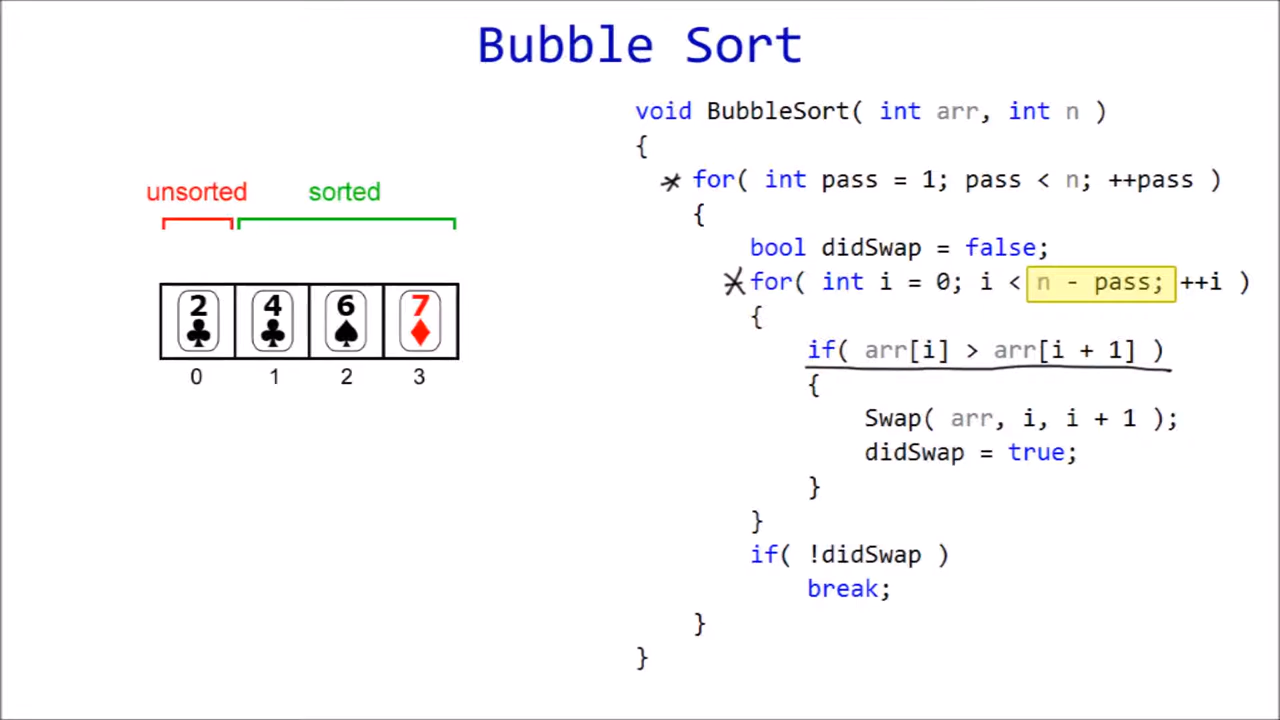 Bubble Sort
unsorted sorted
2 4 6 7
0 1 2 3
void BubbleSort( int arr, int n )
{
* for( int pass = 1; pass < n; ++pass )
{
bool didSwap = false;
* for( int i = 0; i < n - pass; ++i )
{
if( arr[i] > arr[i + 1] )
{
Swap( arr, i, i + 1 );
didSwap = true;
}
}
if( !didSwap )
break;
}
}